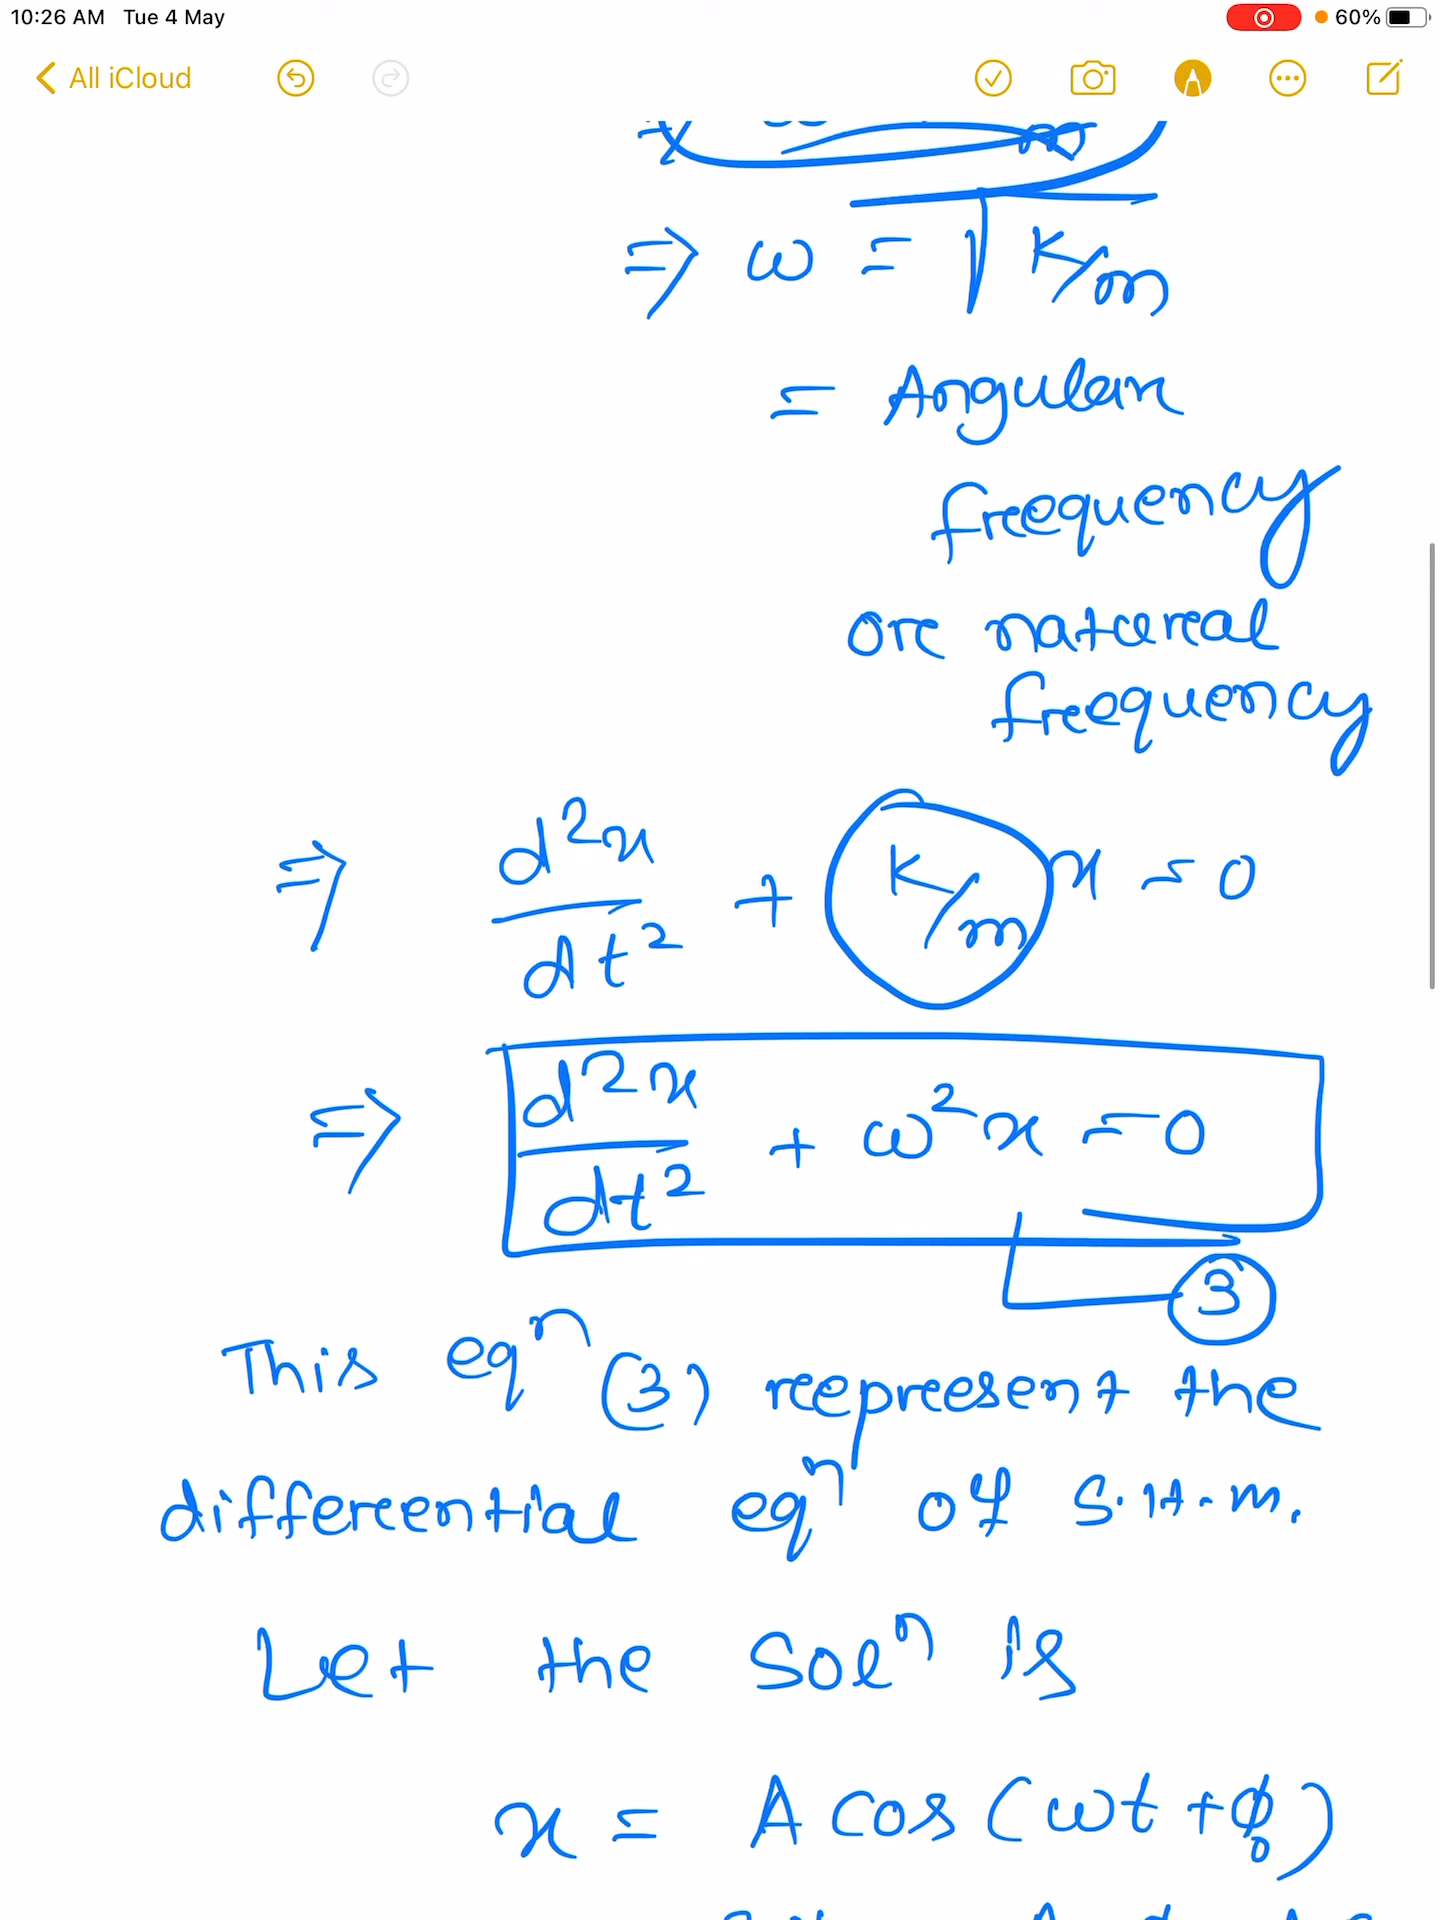 10:26 AM Tue 4 May 60%
All iCloud
⇒ ω = √k/m
= Angular
frequency
or natural
frequency
⇒ d²x/dt² + k/m x = 0
⇒ d²x/dt² + ω²x = 0
3
This eqⁿ (3) represent the
differential eqⁿ of S.H.M.
Let the Solⁿ is
x = A cos (ωt + ϕ₀)